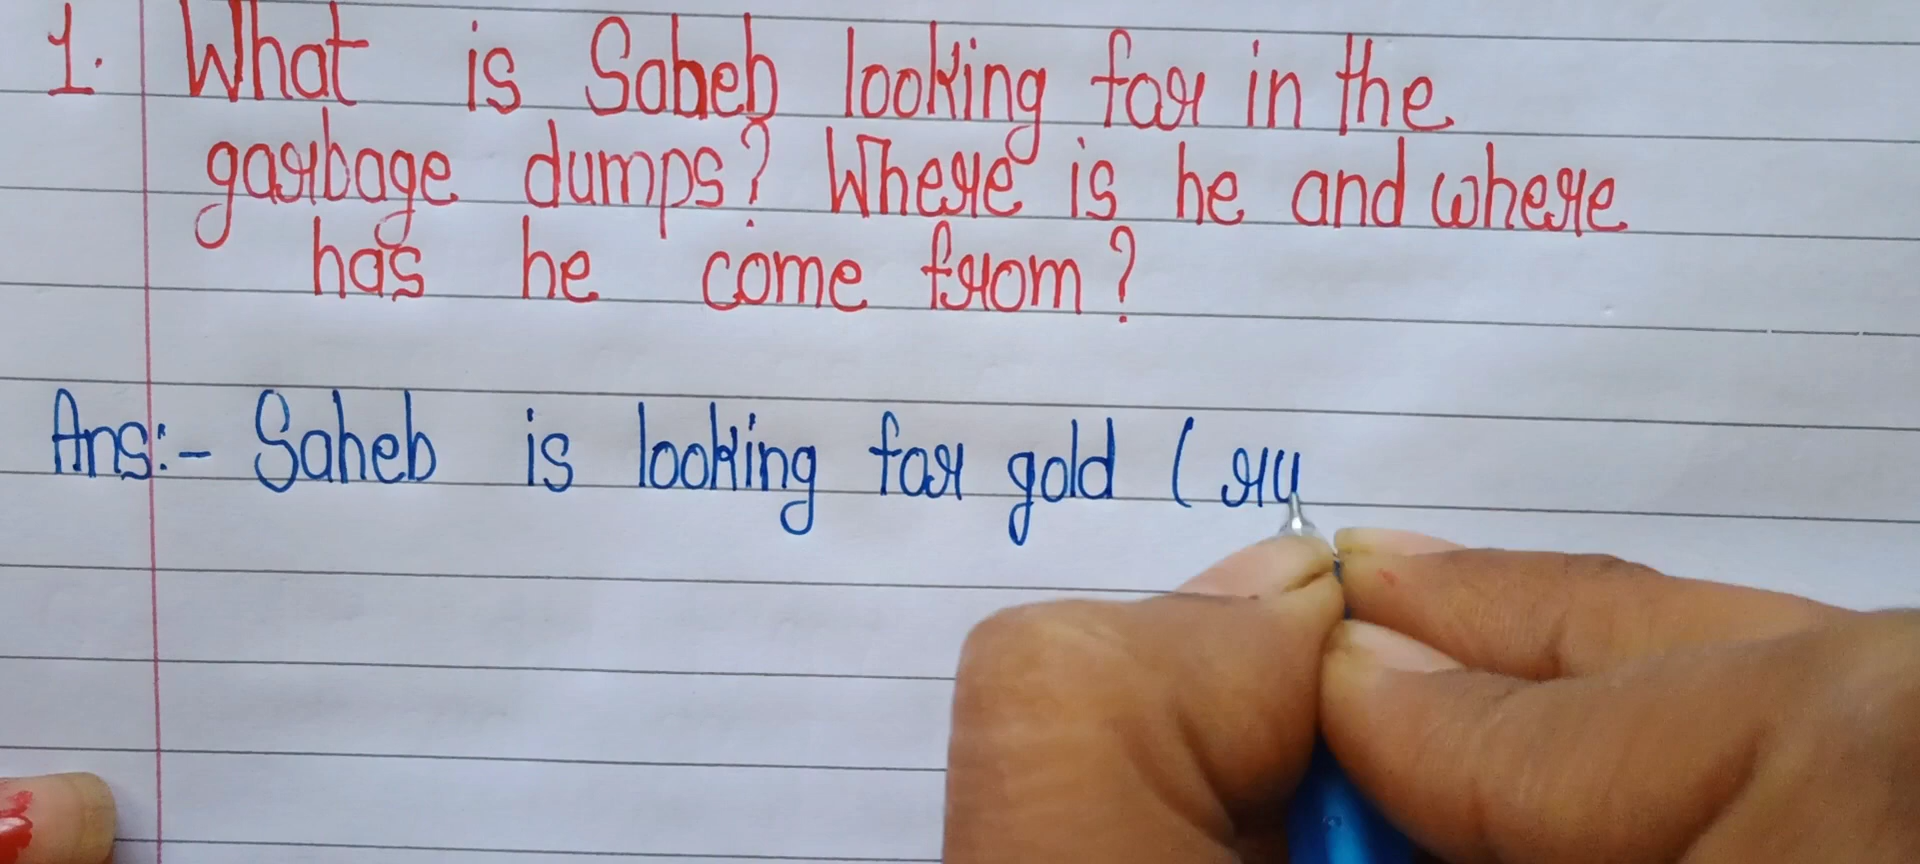 1. What is Saheb looking for in the
garbage dumps? Where is he and where
has he come from?
Ans:- Saheb is looking for gold ( ru